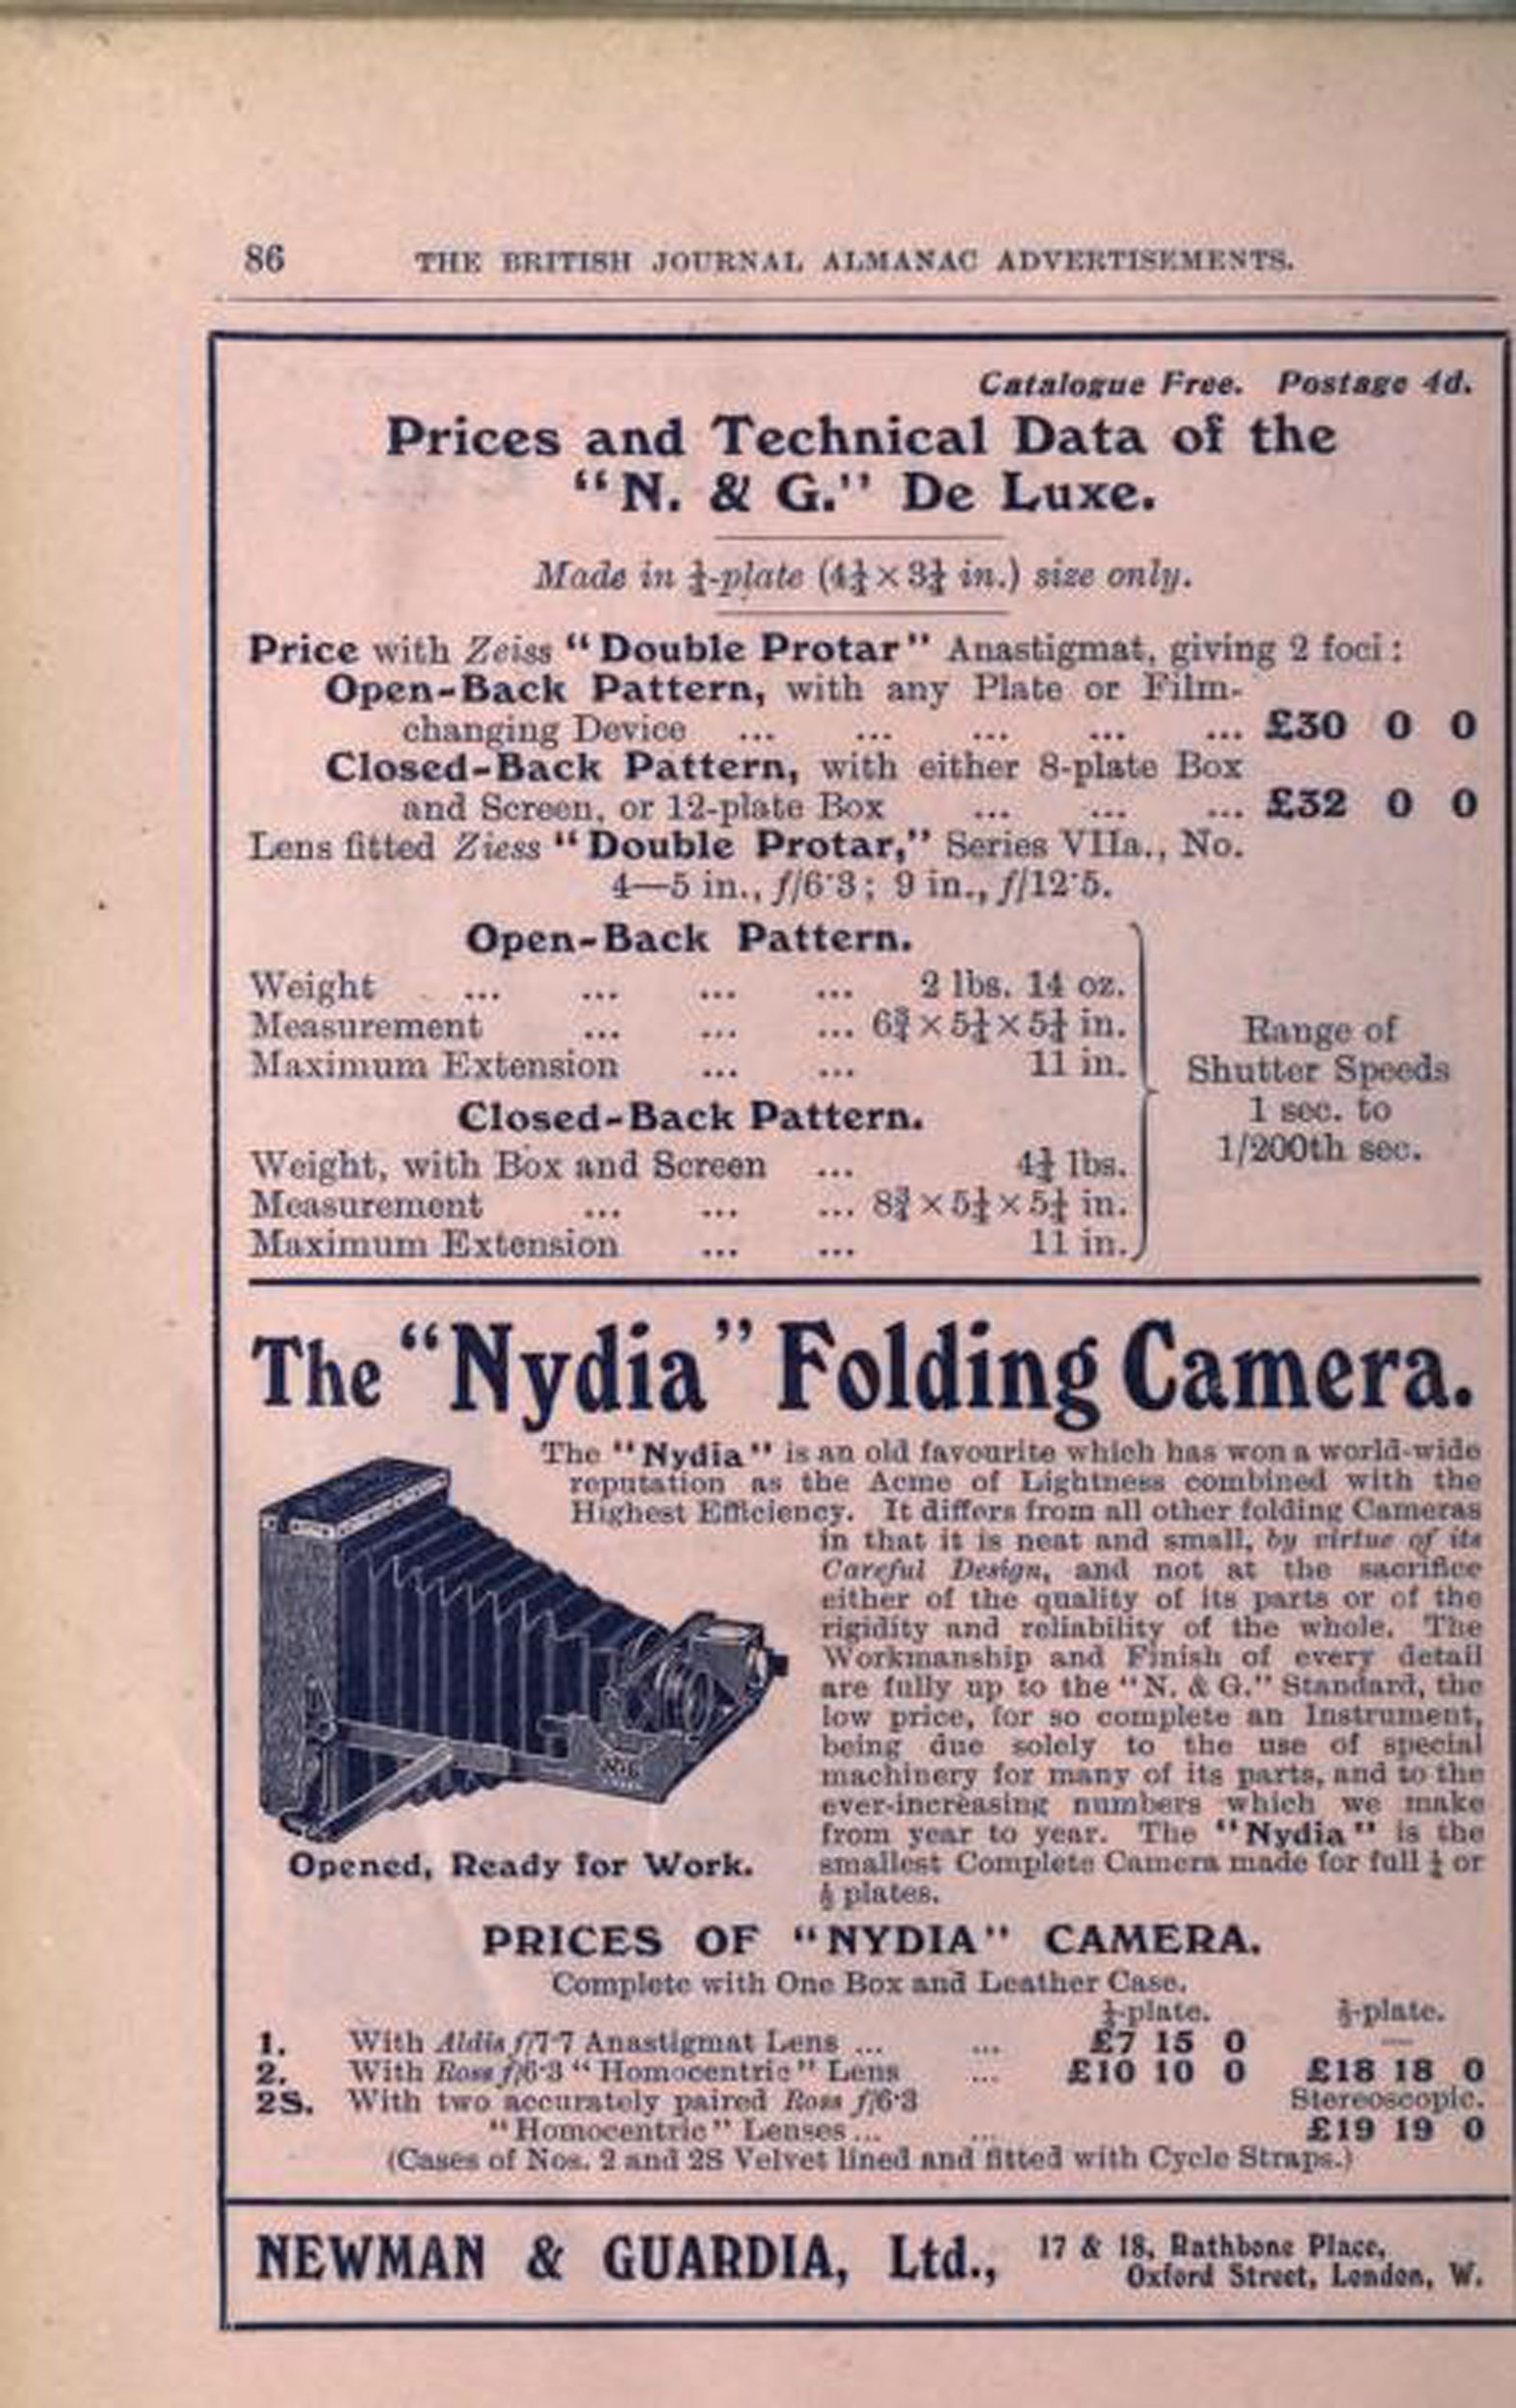 86 THE BRITISH JOURNAL ALMANAC ADVERTISEMENTS.
Catalogue Free. Postage 4d.
Prices and Technical Data of the
"N. & G." De Luxe.
Made in ¼-plate (4¼ × 3¼ in.) size only.
Price with Zeiss "Double Protar" Anastigmat, giving 2 foci:
Open-Back Pattern, with any Plate or Film-
changing Device ... ... ... ... ... £30 0 0
Closed-Back Pattern, with either 8-plate Box
and Screen, or 12-plate Box ... ... ... £32 0 0
Lens fitted Ziess "Double Protar," Series VIIa., No.
4—5 in., f/6·3; 9 in., f/12·5.
Open-Back Pattern.
Weight ... ... ... ... 2 lbs. 14 oz.
Measurement ... ... ... 6¾ × 5¼ × 5¼ in.
Maximum Extension ... ... 11 in.
Closed-Back Pattern.
Weight, with Box and Screen ... 4¼ lbs.
Measurement ... ... ... 8¾ × 5¼ × 5¼ in.
Maximum Extension ... ... 11 in.
Range of
Shutter Speeds
1 sec. to
1/200th sec.
The "Nydia" Folding Camera.
The "Nydia" is an old favourite which has won a world-wide
reputation as the Acme of Lightness combined with the
Highest Efficiency. It differs from all other folding Cameras
in that it is neat and small, by virtue of its
Careful Design, and not at the sacrifice
either of the quality of its parts or of the
rigidity and reliability of the whole. The
Workmanship and Finish of every detail
are fully up to the "N. & G." Standard, the
low price, for so complete an Instrument,
being due solely to the use of special
machinery for many of its parts, and to the
ever-increasing numbers which we make
from year to year. The "Nydia" is the
smallest Complete Camera made for full ¼ or
plates.
Opened, Ready for Work.
PRICES OF "NYDIA" CAMERA.
Complete with One Box and Leather Case.
¼-plate. -plate.
1. With Aldis f/7·7 Anastigmat Lens ... ... £7 15 0 —
2. With Ross f/6·3 "Homocentric" Lens ... £10 10 0 £18 18 0
2S. With two accurately paired Ross f/6·3 Stereoscopic.
"Homocentric" Lenses ... ... £19 19 0
(Cases of Nos. 2 and 2S Velvet lined and fitted with Cycle Straps.)
NEWMAN & GUARDIA, Ltd., 17 & 18, Rathbone Place,
Oxford Street, London, W.